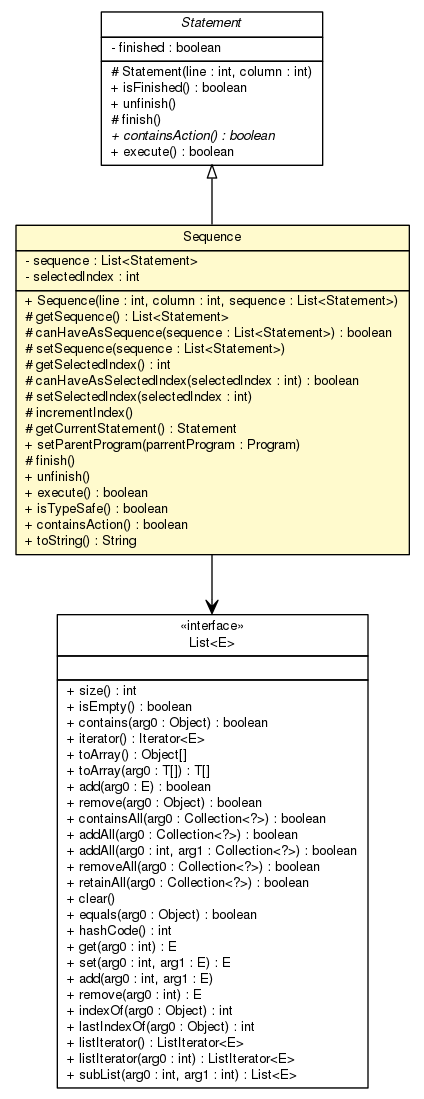 Statement
- finished : boolean
# Statement(line : int, column : int)
+ isFinished() : boolean
+ unfinish()
# finish()
+ containsAction() : boolean
+ execute() : boolean
Sequence
- sequence : List<Statement>
- selectedIndex : int
+ Sequence(line : int, column : int, sequence : List<Statement>)
# getSequence() : List<Statement>
# canHaveAsSequence(sequence : List<Statement>) : boolean
# setSequence(sequence : List<Statement>)
# getSelectedIndex() : int
# canHaveAsSelectedIndex(selectedIndex : int) : boolean
# setSelectedIndex(selectedIndex : int)
# incrementIndex()
# getCurrentStatement() : Statement
+ setParentProgram(parrentProgram : Program)
# finish()
+ unfinish()
+ execute() : boolean
+ isTypeSafe() : boolean
+ containsAction() : boolean
+ toString() : String
«interface»
List<E>
+ size() : int
+ isEmpty() : boolean
+ contains(arg0 : Object) : boolean
+ iterator() : Iterator<E>
+ toArray() : Object[]
+ toArray(arg0 : T[]) : T[]
+ add(arg0 : E) : boolean
+ remove(arg0 : Object) : boolean
+ containsAll(arg0 : Collection<?>) : boolean
+ addAll(arg0 : Collection<?>) : boolean
+ addAll(arg0 : int, arg1 : Collection<?>) : boolean
+ removeAll(arg0 : Collection<?>) : boolean
+ retainAll(arg0 : Collection<?>) : boolean
+ clear()
+ equals(arg0 : Object) : boolean
+ hashCode() : int
+ get(arg0 : int) : E
+ set(arg0 : int, arg1 : E) : E
+ add(arg0 : int, arg1 : E)
+ remove(arg0 : int) : E
+ indexOf(arg0 : Object) : int
+ lastIndexOf(arg0 : Object) : int
+ listIterator() : ListIterator<E>
+ listIterator(arg0 : int) : ListIterator<E>
+ subList(arg0 : int, arg1 : int) : List<E>